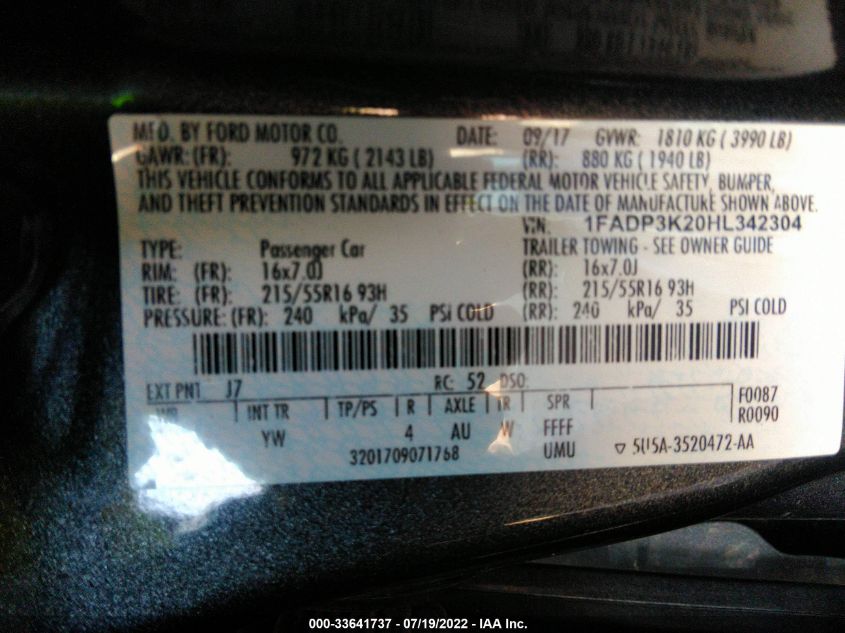 MFD. BY FORD MOTOR CO. DATE: 09/17 GVWR: 1810 KG ( 3990 LB)
GAWR: (FR): 972 KG ( 2143 LB) (RR): 880 KG ( 1940 LB)
THIS VEHICLE CONFORMS TO ALL APPLICABLE FEDERAL MOTOR VEHICLE SAFETY, BUMPER,
AND THEFT PREVENTION STANDARDS IN EFFECT ON THE DATE OF MANUFACTURE SHOWN ABOVE.
VIN: 1FADP3K20HL342304
TYPE: Passenger Car TRAILER TOWING - SEE OWNER GUIDE
RIM: (FR): 16x7.0J (RR): 16x7.0J
TIRE: (FR): 215/55R16 93H (RR): 215/55R16 93H
PRESSURE: (FR): 240 kPa/ 35 PSI COLD (RR): 240 kPa/ 35 PSI COLD
EXT PNT J7 RC: 52 DSO:
WB INT TR TP/PS R AXLE TR SPR F0087
YW 4 AU W FFFF R0090
3201709071768 UMU 5U5A-3520472-AA
000-33641737 - 07/19/2022 - IAA Inc.